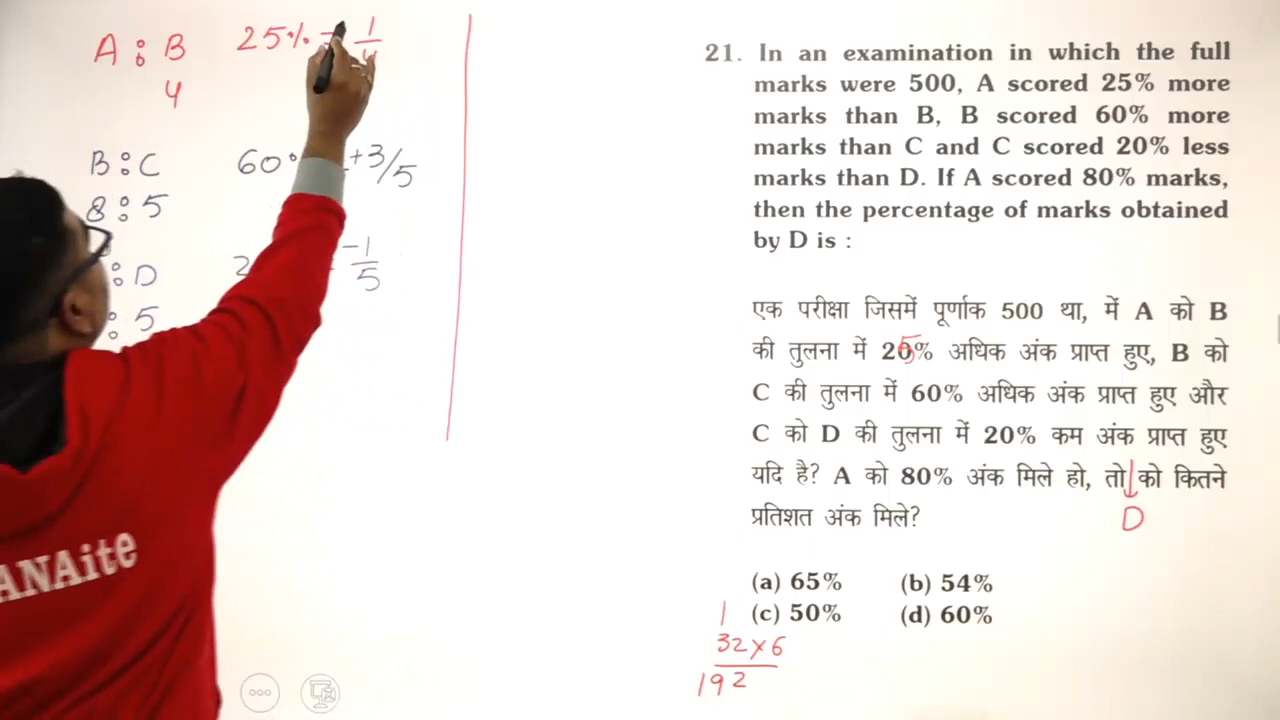 A : B 25% = 1/4
4
B : C 60 +3/5
8 : 5
: D 2 -1/5
: 5
ANAite
21. In an examination in which the full
marks were 500, A scored 25% more
marks than B, B scored 60% more
marks than C and C scored 20% less
marks than D. If A scored 80% marks,
then the percentage of marks obtained
by D is :
एक परीक्षा जिसमें पूर्णाक 500 था, में A को B
की तुलना में 25% अधिक अंक प्राप्त हुए, B को
C की तुलना में 60% अधिक अंक प्राप्त हुए और
C को D की तुलना में 20% कम अंक प्राप्त हुए
यदि है? A को 80% अंक मिले हो, तो को कितने
D
प्रतिशत अंक मिले?
(a) 65% (b) 54%
(c) 50% (d) 60%
1
32×6
192